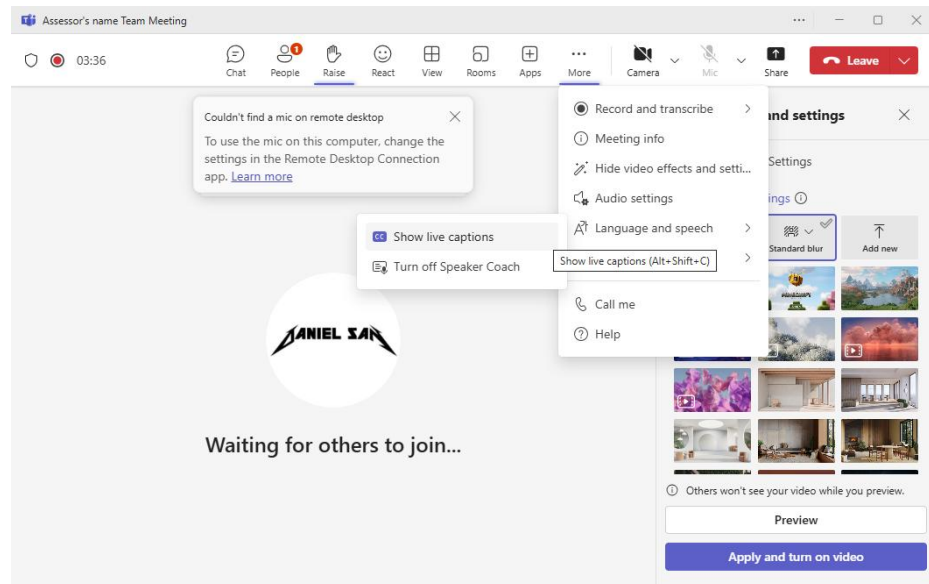 Assessor's name Team Meeting
03:36
Chat
People
1
Raise
React
View
Rooms
Apps
More
Camera
Mic
Share
Leave
Couldn't find a mic on remote desktop
To use the mic on this computer, change the
settings in the Remote Desktop Connection
app. Learn more
Record and transcribe
Meeting info
Hide video effects and setti...
Audio settings
Language and speech
Show live captions (Alt+Shift+C)
Call me
Help
CC Show live captions
Turn off Speaker Coach
DANIEL SAN
Waiting for others to join...
and settings
Settings
ings
Standard blur
Add new
MINECRAFT
Others won't see your video while you preview.
Preview
Apply and turn on video